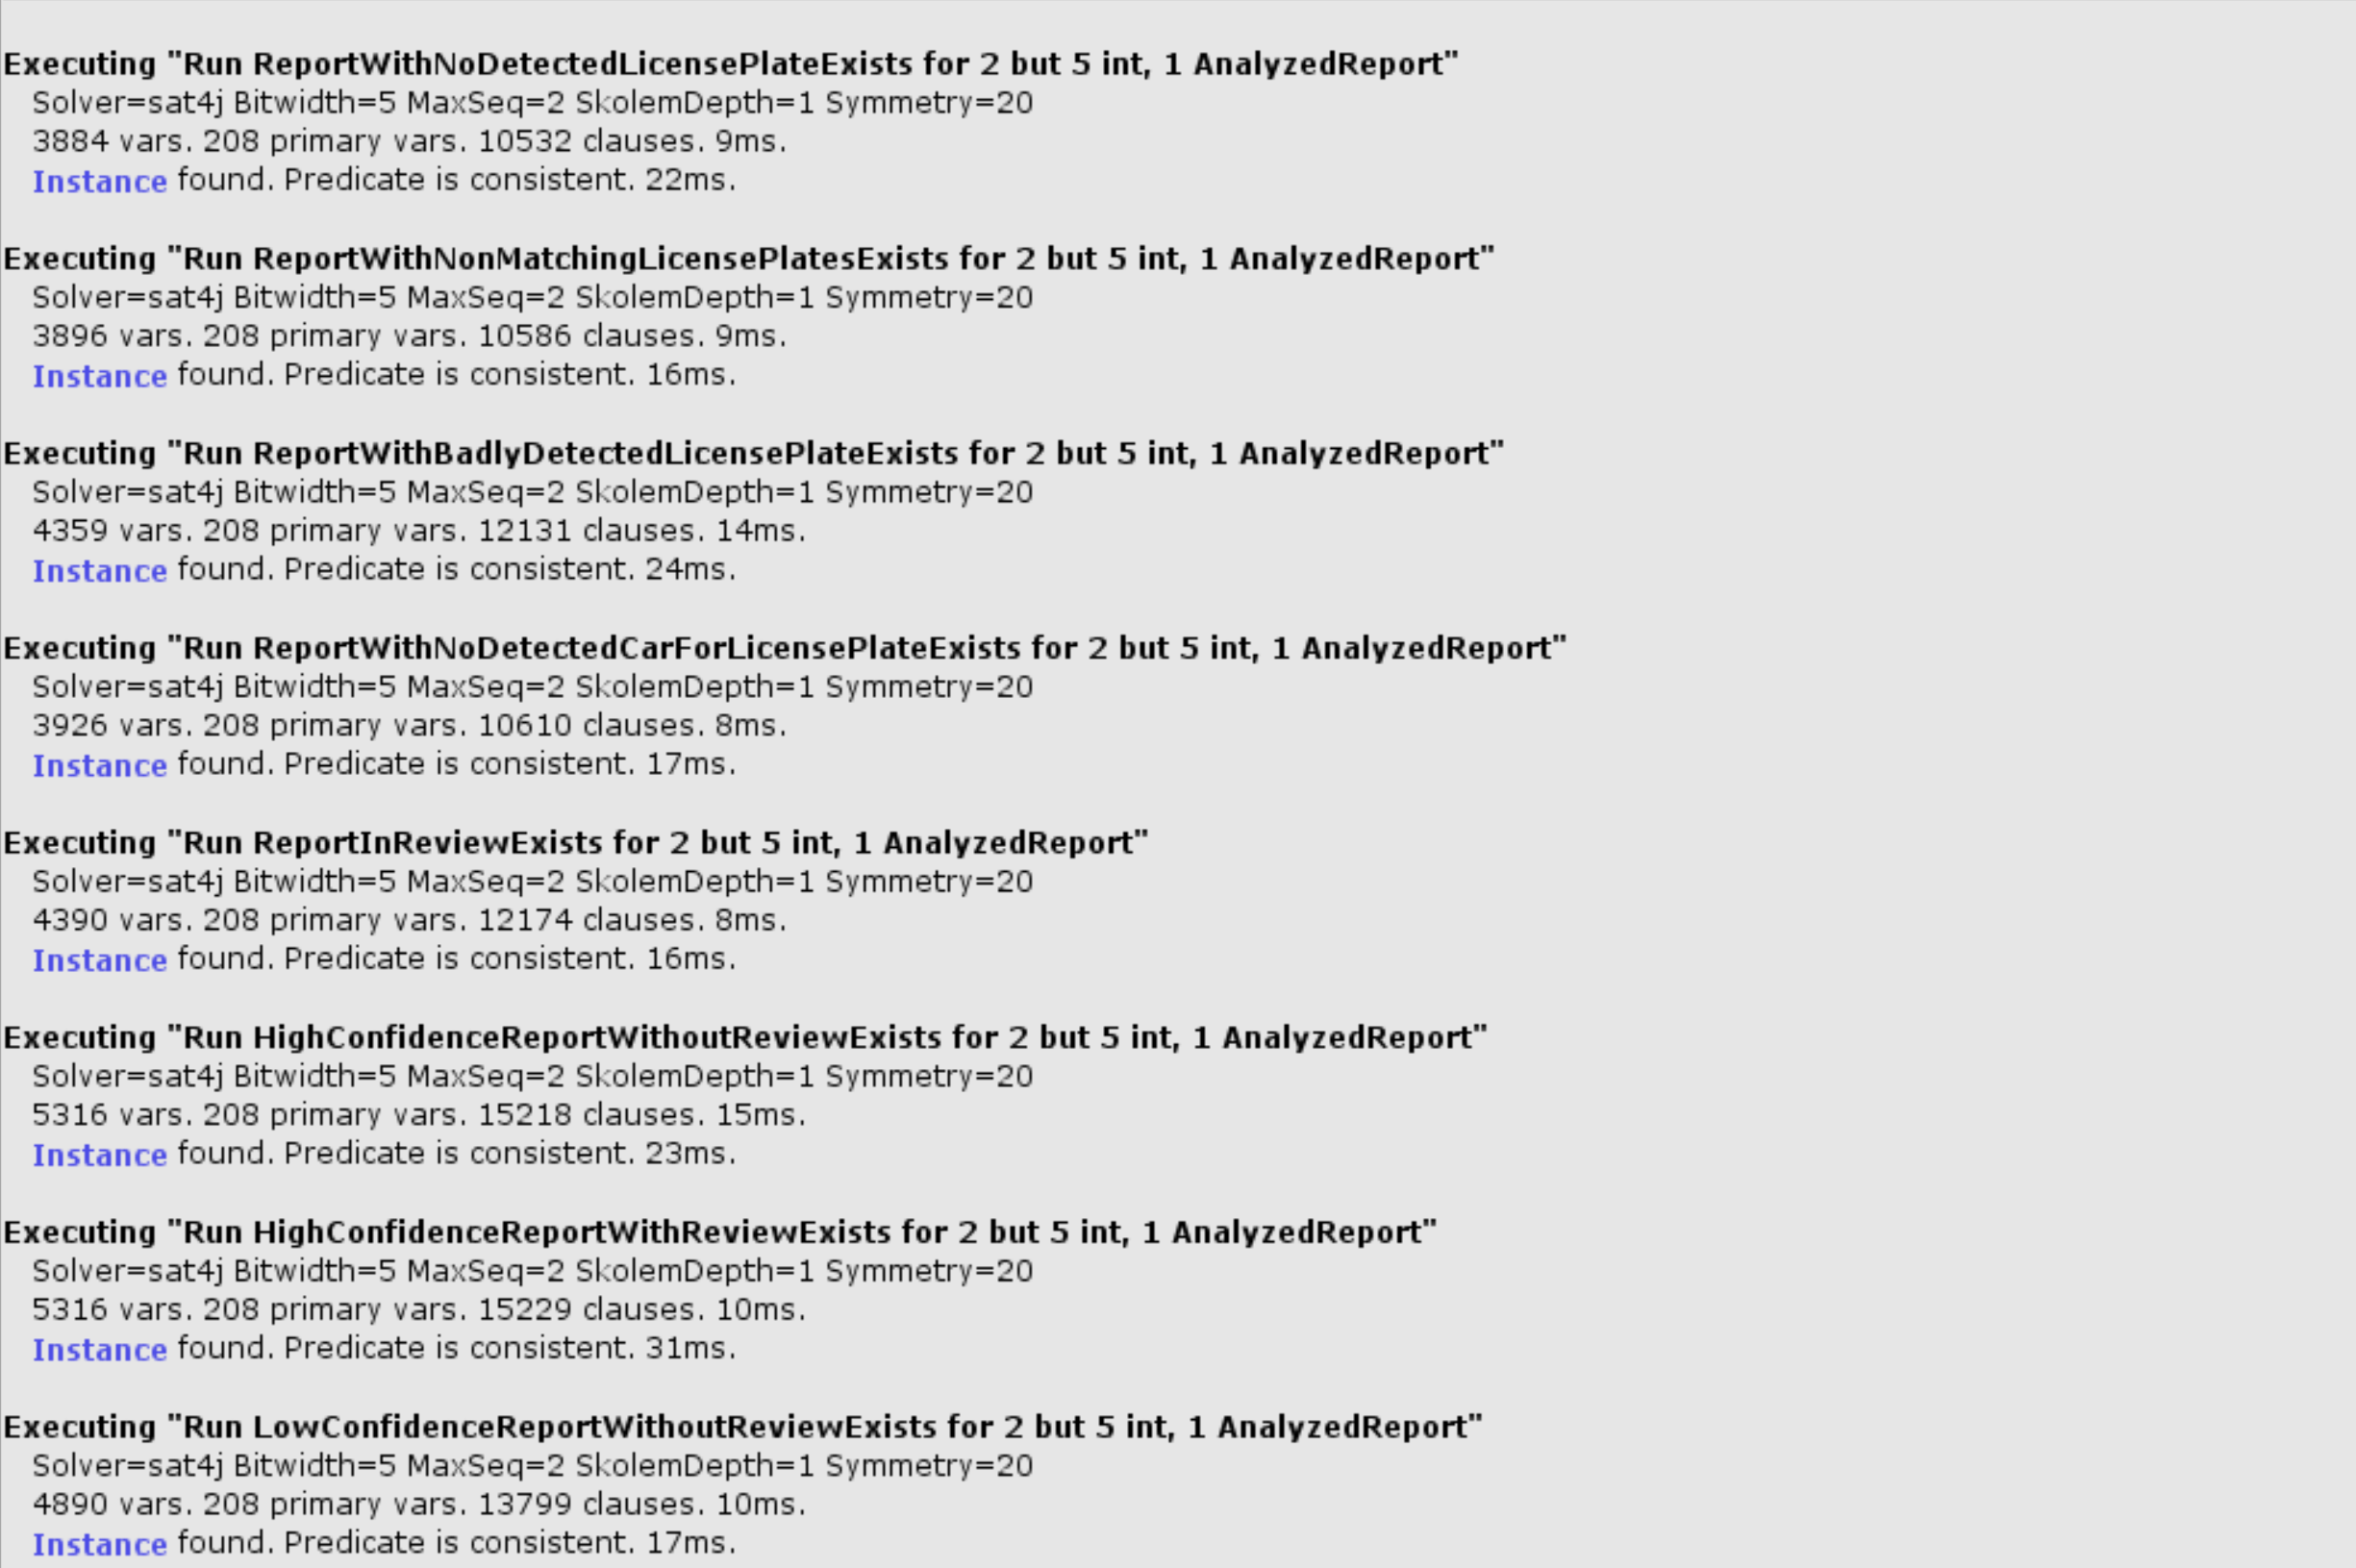 Executing "Run ReportWithNoDetectedLicensePlateExists for 2 but 5 int, 1 AnalyzedReport"
Solver=sat4j Bitwidth=5 MaxSeq=2 SkolemDepth=1 Symmetry=20
3884 vars. 208 primary vars. 10532 clauses. 9ms.
Instance found. Predicate is consistent. 22ms.
Executing "Run ReportWithNonMatchingLicensePlatesExists for 2 but 5 int, 1 AnalyzedReport"
Solver=sat4j Bitwidth=5 MaxSeq=2 SkolemDepth=1 Symmetry=20
3896 vars. 208 primary vars. 10586 clauses. 9ms.
Instance found. Predicate is consistent. 16ms.
Executing "Run ReportWithBadlyDetectedLicensePlateExists for 2 but 5 int, 1 AnalyzedReport"
Solver=sat4j Bitwidth=5 MaxSeq=2 SkolemDepth=1 Symmetry=20
4359 vars. 208 primary vars. 12131 clauses. 14ms.
Instance found. Predicate is consistent. 24ms.
Executing "Run ReportWithNoDetectedCarForLicensePlateExists for 2 but 5 int, 1 AnalyzedReport"
Solver=sat4j Bitwidth=5 MaxSeq=2 SkolemDepth=1 Symmetry=20
3926 vars. 208 primary vars. 10610 clauses. 8ms.
Instance found. Predicate is consistent. 17ms.
Executing "Run ReportInReviewExists for 2 but 5 int, 1 AnalyzedReport"
Solver=sat4j Bitwidth=5 MaxSeq=2 SkolemDepth=1 Symmetry=20
4390 vars. 208 primary vars. 12174 clauses. 8ms.
Instance found. Predicate is consistent. 16ms.
Executing "Run HighConfidenceReportWithoutReviewExists for 2 but 5 int, 1 AnalyzedReport"
Solver=sat4j Bitwidth=5 MaxSeq=2 SkolemDepth=1 Symmetry=20
5316 vars. 208 primary vars. 15218 clauses. 15ms.
Instance found. Predicate is consistent. 23ms.
Executing "Run HighConfidenceReportWithReviewExists for 2 but 5 int, 1 AnalyzedReport"
Solver=sat4j Bitwidth=5 MaxSeq=2 SkolemDepth=1 Symmetry=20
5316 vars. 208 primary vars. 15229 clauses. 10ms.
Instance found. Predicate is consistent. 31ms.
Executing "Run LowConfidenceReportWithoutReviewExists for 2 but 5 int, 1 AnalyzedReport"
Solver=sat4j Bitwidth=5 MaxSeq=2 SkolemDepth=1 Symmetry=20
4890 vars. 208 primary vars. 13799 clauses. 10ms.
Instance found. Predicate is consistent. 17ms.